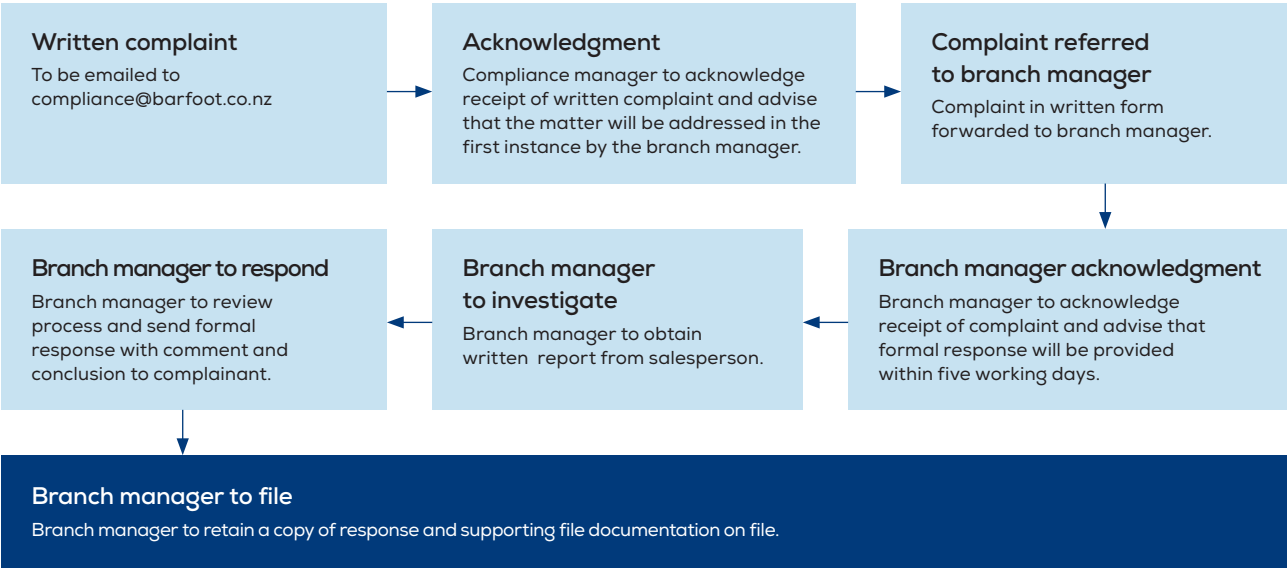 Written complaint
To be emailed to
compliance@barfoot.co.nz
Acknowledgment
Compliance manager to acknowledge
receipt of written complaint and advise
that the matter will be addressed in the
first instance by the branch manager.
Complaint referred
to branch manager
Complaint in written form
forwarded to branch manager.
Branch manager acknowledgment
Branch manager to acknowledge
receipt of complaint and advise that
formal response will be provided
within five working days.
Branch manager
to investigate
Branch manager to obtain
written report from salesperson.
Branch manager to respond
Branch manager to review
process and send formal
response with comment and
conclusion to complainant.
Branch manager to file
Branch manager to retain a copy of response and supporting file documentation on file.